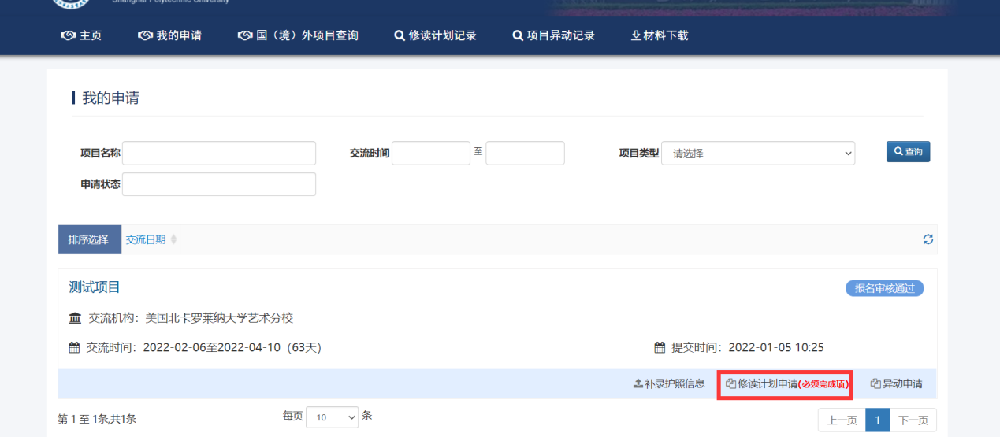 Shanghai Polytechnic University
主页 我的申请 国（境）外项目查询 修读计划记录 项目异动记录 材料下载
我的申请
项目名称 交流时间 至 项目类型 请选择 查询
申请状态
排序选择 交流日期
测试项目 报名审核通过
交流机构：美国北卡罗莱纳大学艺术分校
交流时间：2022-02-06至2022-04-10（63天） 提交时间：2022-01-05 10:25
补录护照信息 修读计划申请(必须完成项) 异动申请
第 1 至 1条,共1条 每页 10 条 上一页 1 下一页